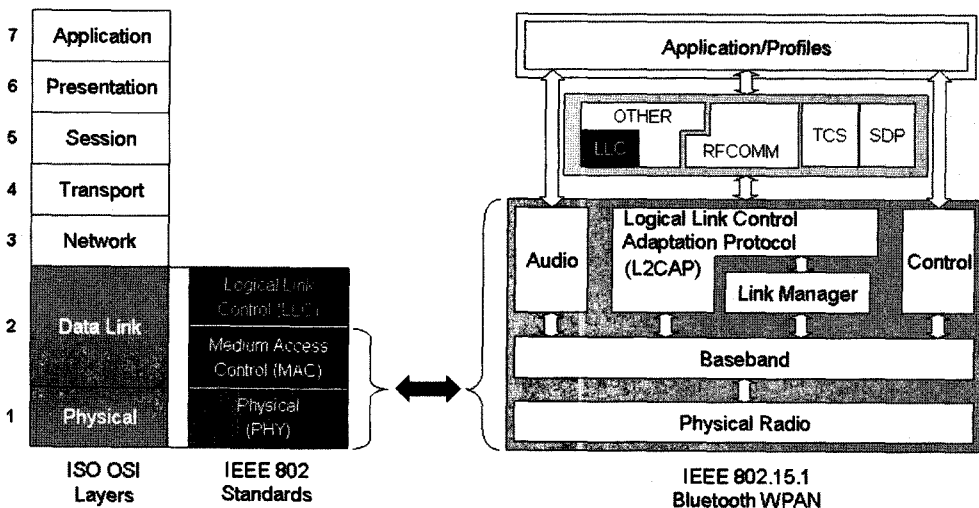 7 Application
6 Presentation
5 Session
4 Transport
3 Network
2 Data Link
1 Physical
ISO OSI
Layers
Logical Link
Control (LLC)
Medium Access
Control (MAC)
Physical
(PHY)
IEEE 802
Standards
Application/Profiles
OTHER
LLC
RFCOMM
TCS
SDP
Audio
Logical Link Control
Adaptation Protocol
(L2CAP)
Link Manager
Control
Baseband
Physical Radio
IEEE 802.15.1
Bluetooth WPAN